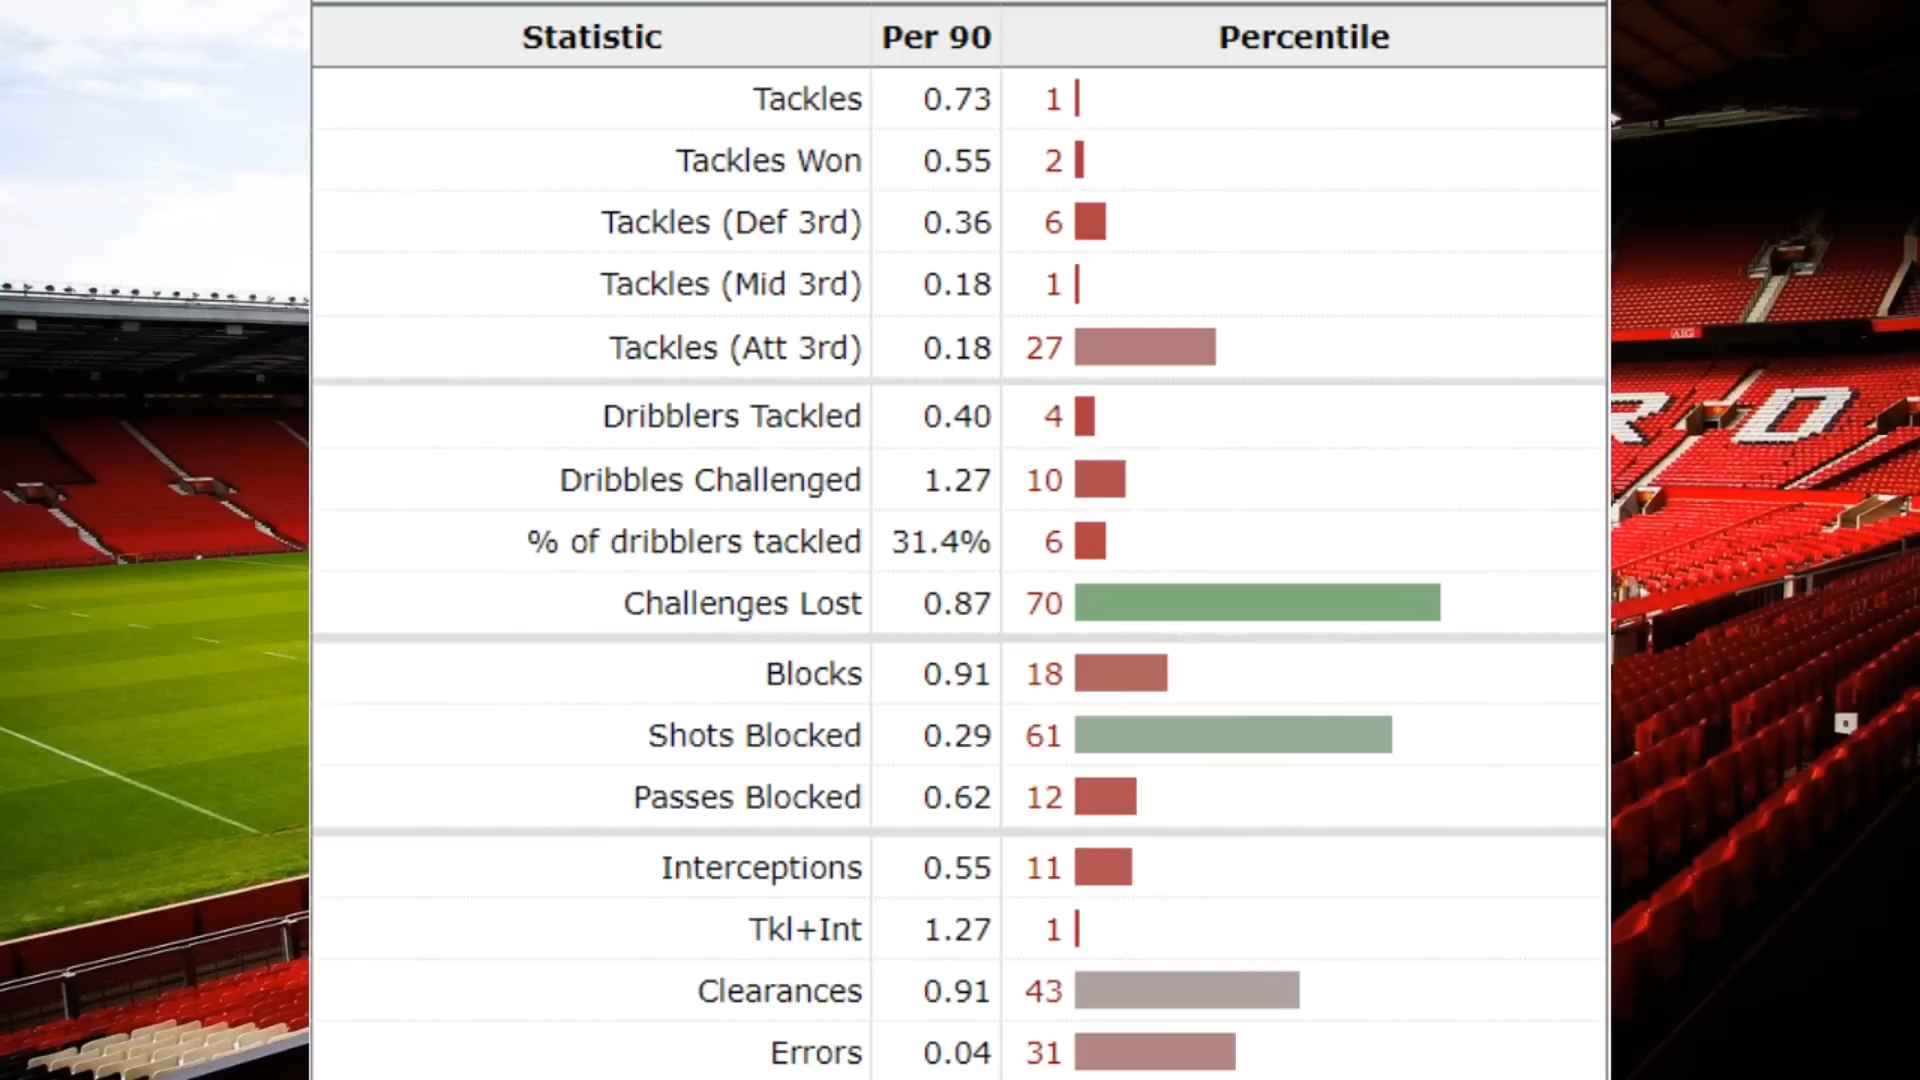 Statistic Per 90 Percentile
Tackles 0.73 1
Tackles Won 0.55 2
Tackles (Def 3rd) 0.36 6
Tackles (Mid 3rd) 0.18 1
Tackles (Att 3rd) 0.18 27
Dribblers Tackled 0.40 4
Dribbles Challenged 1.27 10
% of dribblers tackled 31.4% 6
Challenges Lost 0.87 70
Blocks 0.91 18
Shots Blocked 0.29 61
Passes Blocked 0.62 12
Interceptions 0.55 11
Tkl+Int 1.27 1
Clearances 0.91 43
Errors 0.04 31
AIG
R D